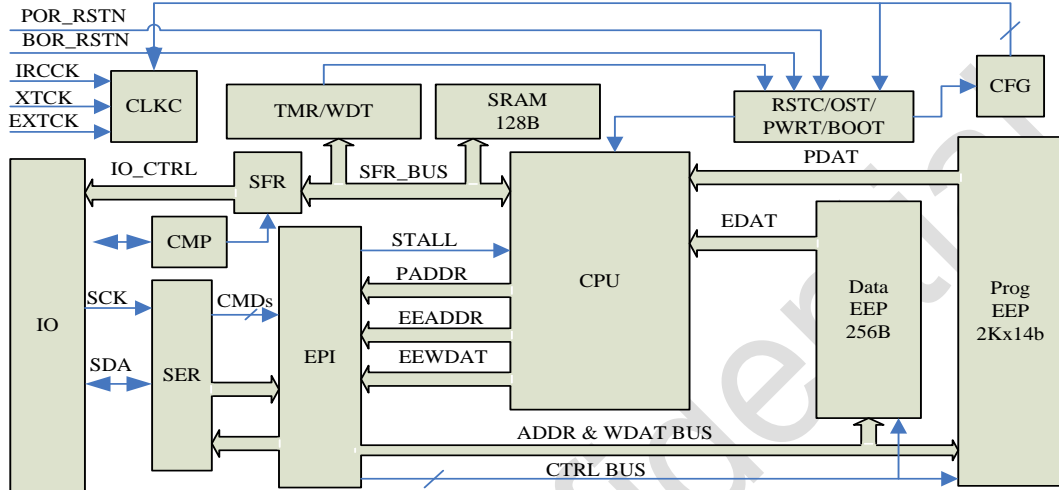 POR_RSTN
BOR_RSTN
IRCCK
XTCK
EXTCK
CLKC
TMR/WDT
SRAM
128B
RSTC/OST/
PWRT/BOOT
CFG
IO_CTRL
SFR
SFR_BUS
PDAT
CMP
STALL
EDAT
PADDR
CPU
SCK
CMDs
EEADDR
Data
EEP
256B
Prog
EEP
2Kx14b
IO
SDA
SER
EPI
EEWDAT
ADDR & WDAT BUS
CTRL BUS